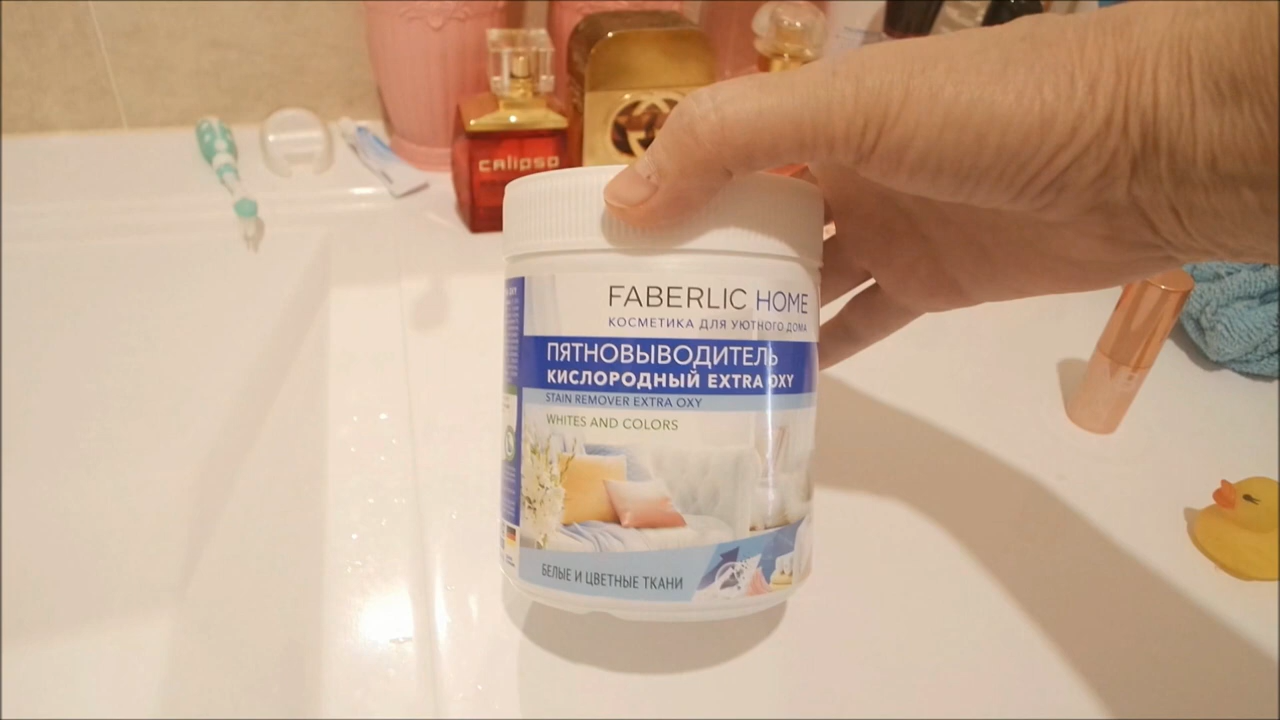 CALIPSO
FABERLIC HOME
КОСМЕТИКА ДЛЯ УЮТНОГО ДОМА
ПЯТНОВЫВОДИТЕЛЬ
КИСЛОРОДНЫЙ EXTRA OXY
STAIN REMOVER EXTRA OXY
WHITES AND COLORS
БЕЛЫЕ И ЦВЕТНЫЕ ТКАНИ